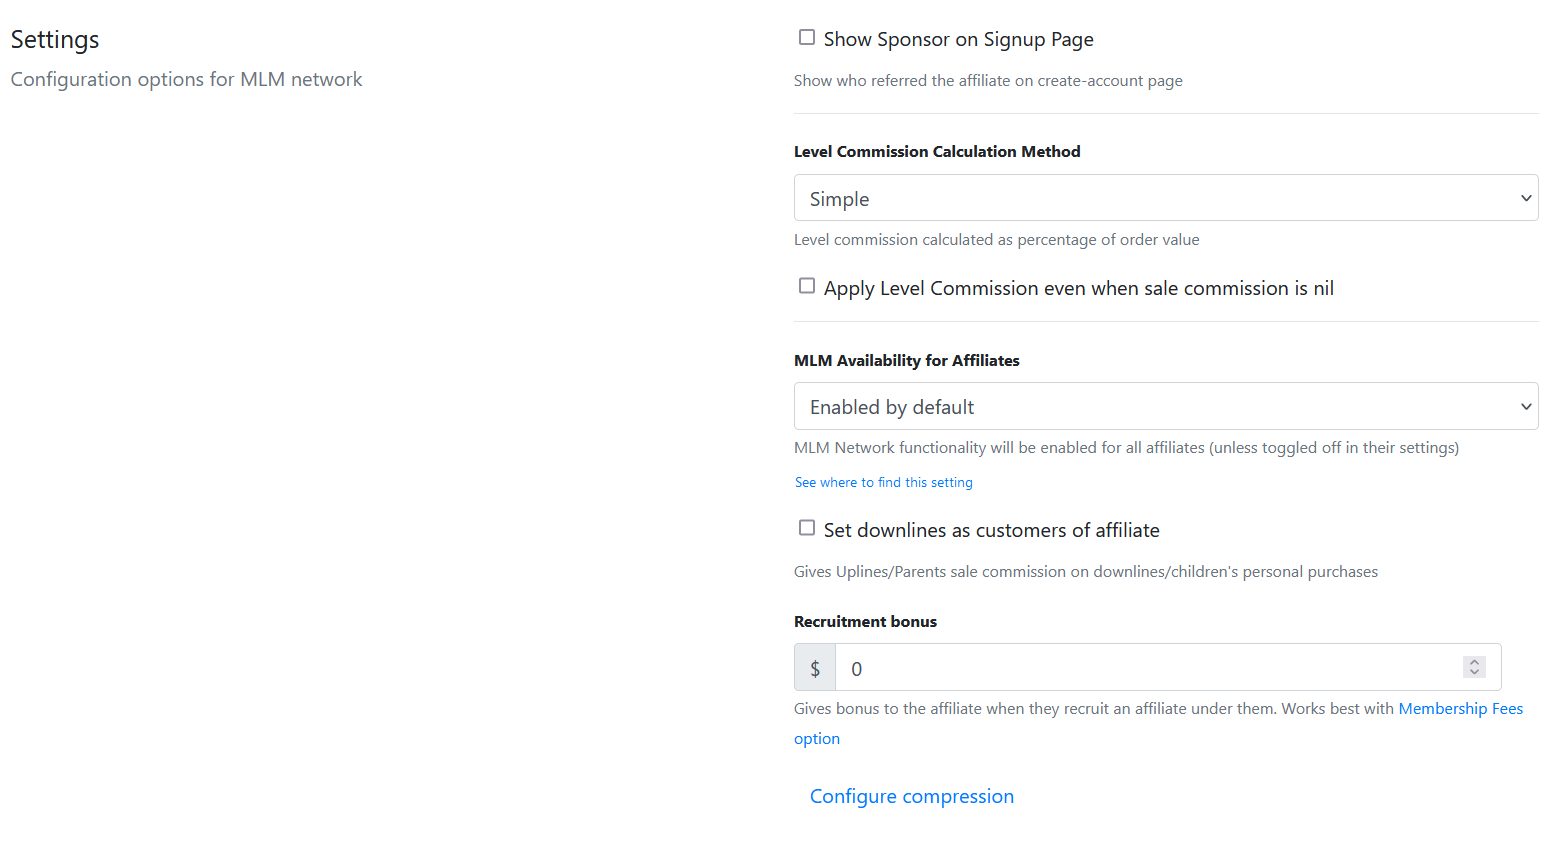 Settings
Configuration options for MLM network
Show Sponsor on Signup Page
Show who referred the affiliate on create-account page
Level Commission Calculation Method
Simple
Level commission calculated as percentage of order value
Apply Level Commission even when sale commission is nil
MLM Availability for Affiliates
Enabled by default
MLM Network functionality will be enabled for all affiliates (unless toggled off in their settings)
See where to find this setting
Set downlines as customers of affiliate
Gives Uplines/Parents sale commission on downlines/children's personal purchases
Recruitment bonus
$ 0
Gives bonus to the affiliate when they recruit an affiliate under them. Works best with Membership Fees
option
Configure compression